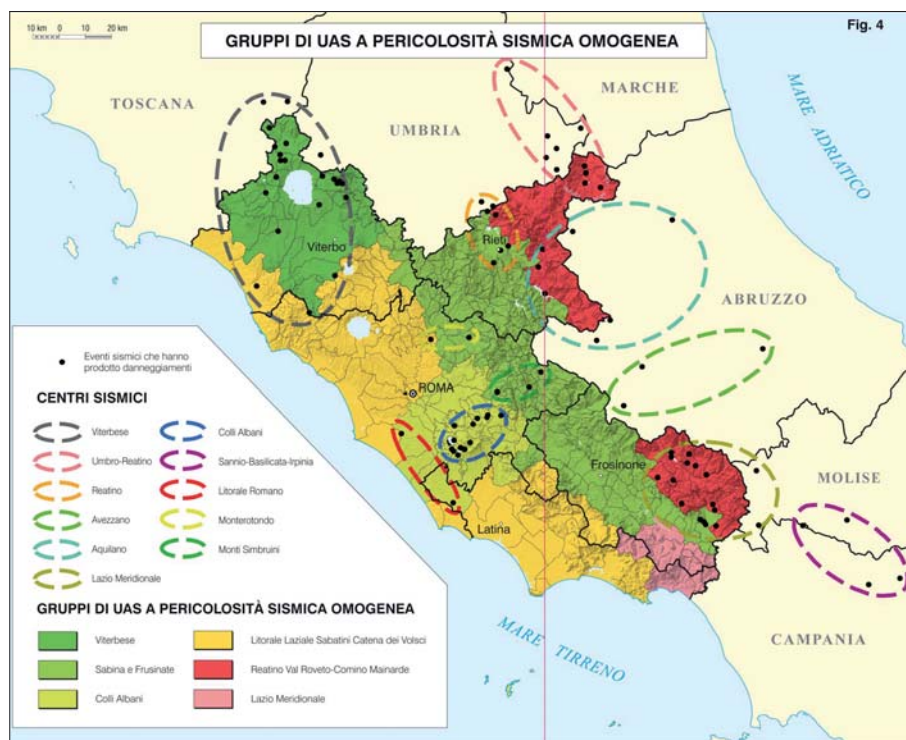 10 km 0 10 20 km
GRUPPI DI UAS A PERICOLOSITÀ SISMICA OMOGENEA
Fig. 4
TOSCANA
UMBRIA
MARCHE
MARE ADRIATICO
Viterbo
Rieti
ABRUZZO
ROMA
Frosinone
Latina
MOLISE
CAMPANIA
MARE TIRRENO
Eventi sismici che hanno
prodotto danneggiamenti
CENTRI SISMICI
Viterbese
Umbro-Reatino
Reatino
Avezzano
Aquilano
Lazio Meridionale
Colli Albani
Sannio-Basilicata-Irpinia
Litorale Romano
Monterotondo
Monti Simbruini
GRUPPI DI UAS A PERICOLOSITÀ SISMICA OMOGENEA
Viterbese
Sabina e Frusinate
Colli Albani
Litorale Laziale Sabatini Catena dei Volsci
Reatino Val Roveto-Comino Mainarde
Lazio Meridionale